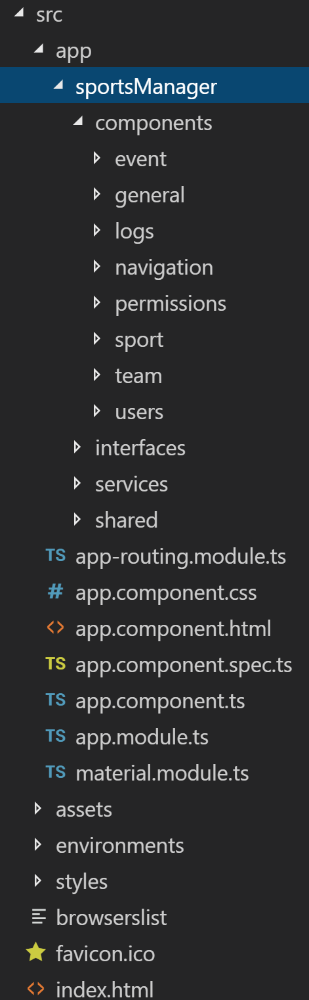 src
app
sportsManager
components
event
general
logs
navigation
permissions
sport
team
users
interfaces
services
shared
TS app-routing.module.ts
# app.component.css
<> app.component.html
TS app.component.spec.ts
TS app.component.ts
TS app.module.ts
TS material.module.ts
assets
environments
styles
browserslist
favicon.ico
<> index.html